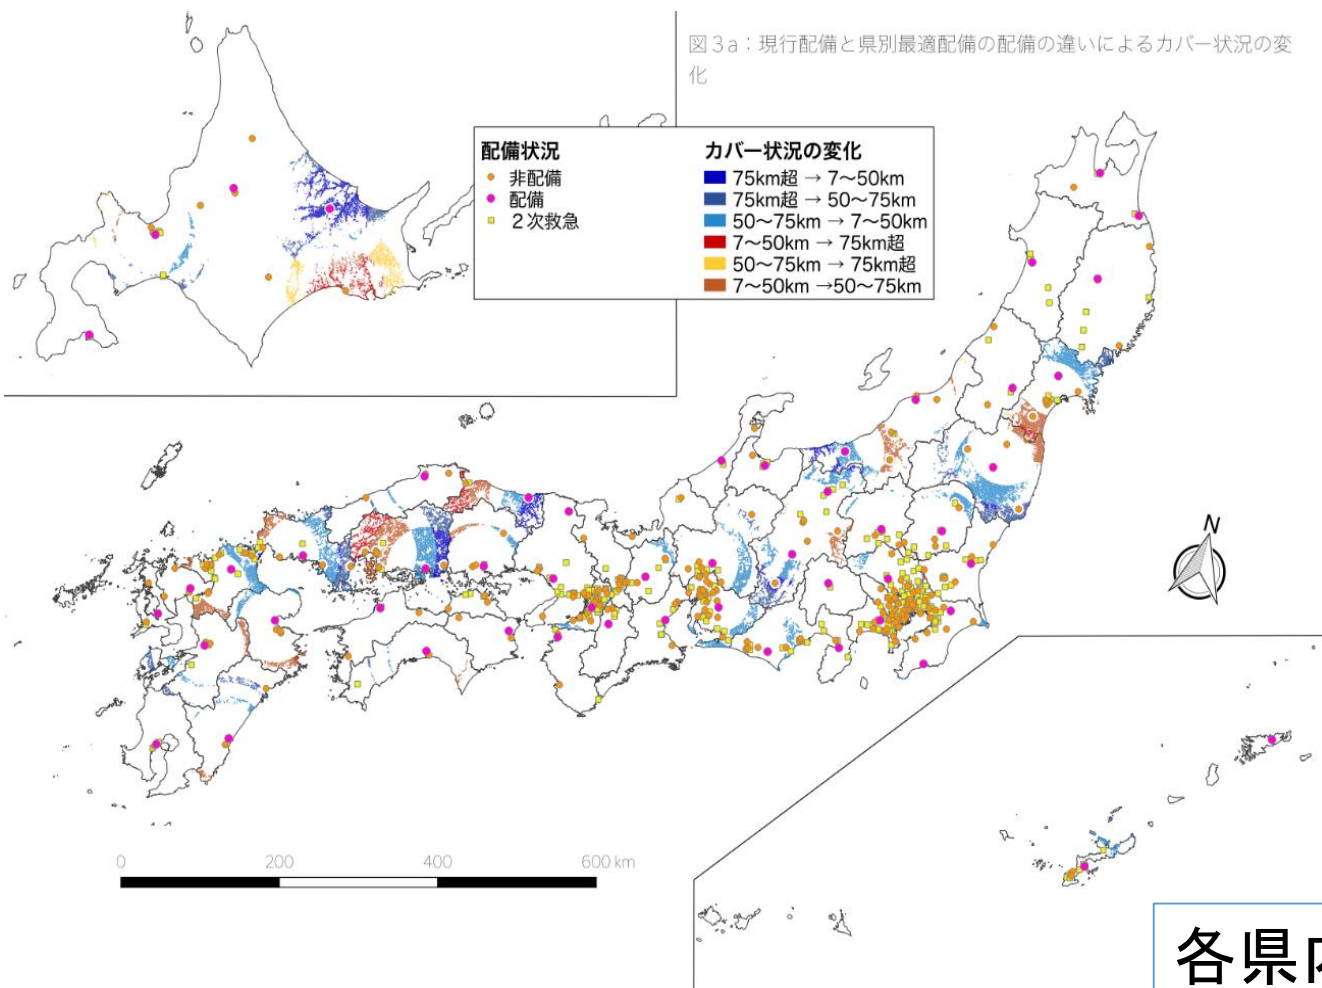 図３a：現行配備と県別最適配備の配備の違いによるカバー状況の変
化
配備状況
非配備
配備
２次救急
カバー状況の変化
75km超 → 7〜50km
75km超 → 50〜75km
50〜75km → 7〜50km
7〜50km → 75km超
50〜75km → 75km超
7〜50km →50〜75km
N
0 200 400 600 km
各県内